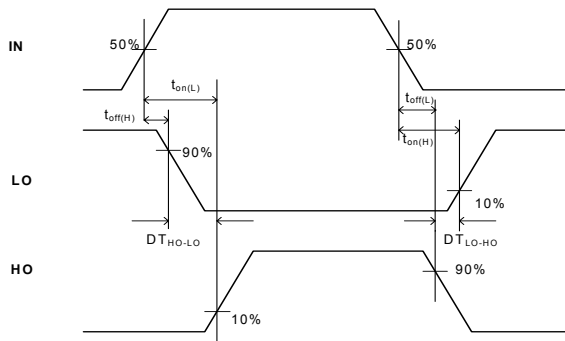 IN
50%
50%
t_on(L)
t_off(L)
t_off(H)
t_on(H)
90%
LO
10%
DT_HO-LO
DT_LO-HO
HO
90%
10%